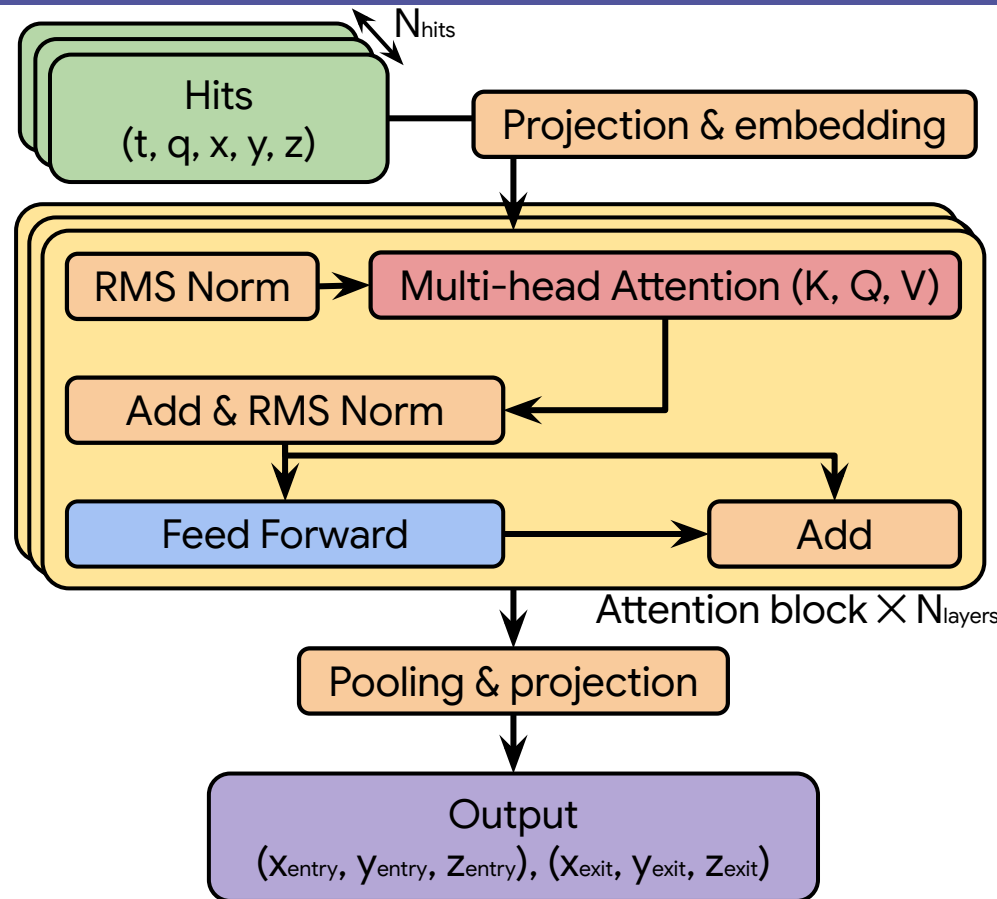 Nhits
Hits
(t, q, x, y, z)
Projection & embedding
RMS Norm
Multi-head Attention (K, Q, V)
Add & RMS Norm
Feed Forward
Add
Attention block × Nlayers
Pooling & projection
Output
(xentry, yentry, zentry), (xexit, yexit, zexit)